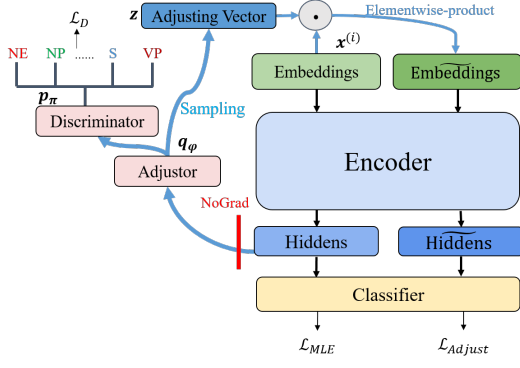 ℒ_D
z Adjusting Vector
Elementwise-product
NE NP ...... S VP
x^(i)
Embeddings
Embeddings
p_π
Discriminator
Sampling
q_φ
Adjustor
Encoder
NoGrad
Hiddens
Hiddens
Classifier
ℒ_MLE
ℒ_Adjust